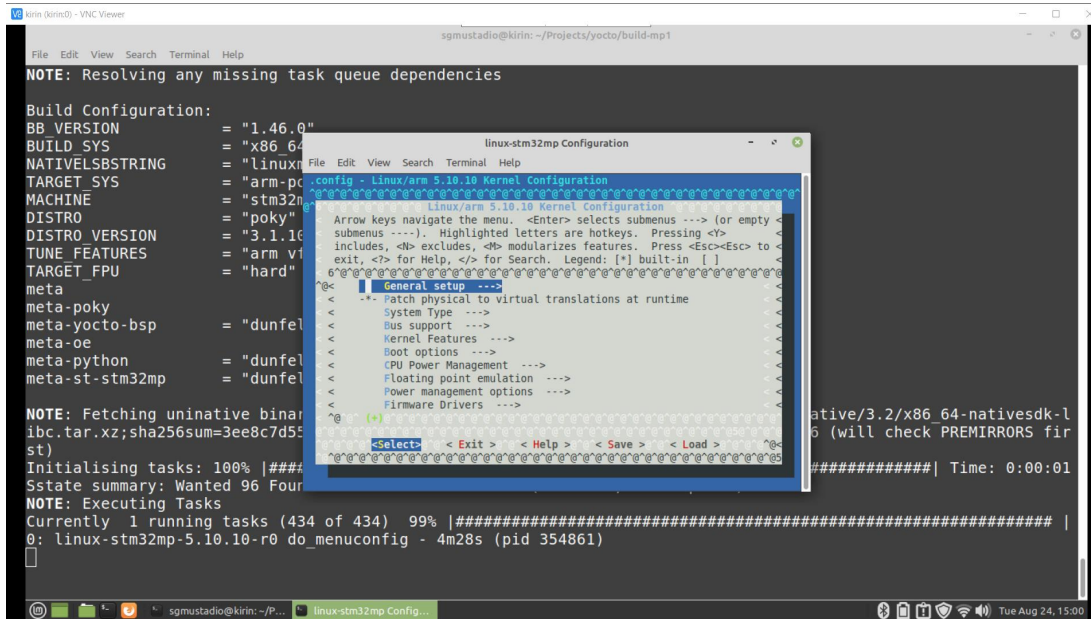 kirin (kirin:0) - VNC Viewer
sgmustadio@kirin: ~/Projects/yocto/build-mp1
File Edit View Search Terminal Help
NOTE: Resolving any missing task queue dependencies
Build Configuration:
BB_VERSION = "1.46.0"
BUILD_SYS = "x86_64
NATIVELSBSTRING = "linuxm
TARGET_SYS = "arm-po
MACHINE = "stm32m
DISTRO = "poky"
DISTRO_VERSION = "3.1.10
TUNE_FEATURES = "arm vf
TARGET_FPU = "hard"
meta
meta-poky
meta-yocto-bsp = "dunfel
meta-oe
meta-python = "dunfel
meta-st-stm32mp = "dunfel
NOTE: Fetching uninative binar
ative/3.2/x86_64-nativesdk-l
ibc.tar.xz;sha256sum=3ee8c7d55
6 (will check PREMIRRORS fir
st)
Initialising tasks: 100% |####
#############| Time: 0:00:01
Sstate summary: Wanted 96 Foun
NOTE: Executing Tasks
Currently 1 running tasks (434 of 434) 99% |################################################################ |
0: linux-stm32mp-5.10.10-r0 do_menuconfig - 4m28s (pid 354861)
linux-stm32mp Configuration
File Edit View Search Terminal Help
.config - Linux/arm 5.10.10 Kernel Configuration
Linux/arm 5.10.10 Kernel Configuration
Arrow keys navigate the menu. <Enter> selects submenus ---> (or empty
submenus ----). Highlighted letters are hotkeys. Pressing <Y>
includes, <N> excludes, <M> modularizes features. Press <Esc><Esc> to
exit, <?> for Help, </> for Search. Legend: [*] built-in [ ]
General setup --->
-*- Patch physical to virtual translations at runtime
System Type --->
Bus support --->
Kernel Features --->
Boot options --->
CPU Power Management --->
Floating point emulation --->
Power management options --->
Firmware Drivers --->
(+)
<Select> < Exit > < Help > < Save > < Load >
sgmustadio@kirin: ~/P...
linux-stm32mp Config...
Tue Aug 24, 15:00